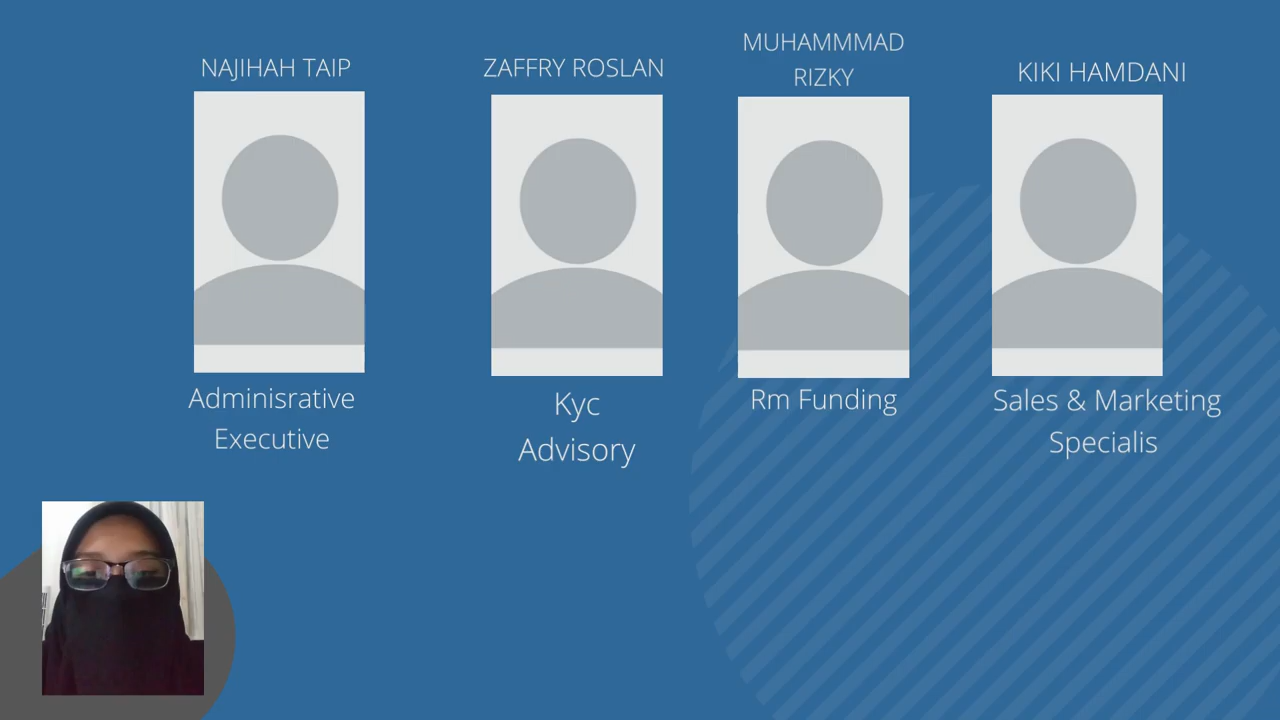 NAJIHAH TAIP
Adminisrative
Executive
ZAFFRY ROSLAN
Kyc
Advisory
MUHAMMMAD
RIZKY
Rm Funding
KIKI HAMDANI
Sales & Marketing
Specialis